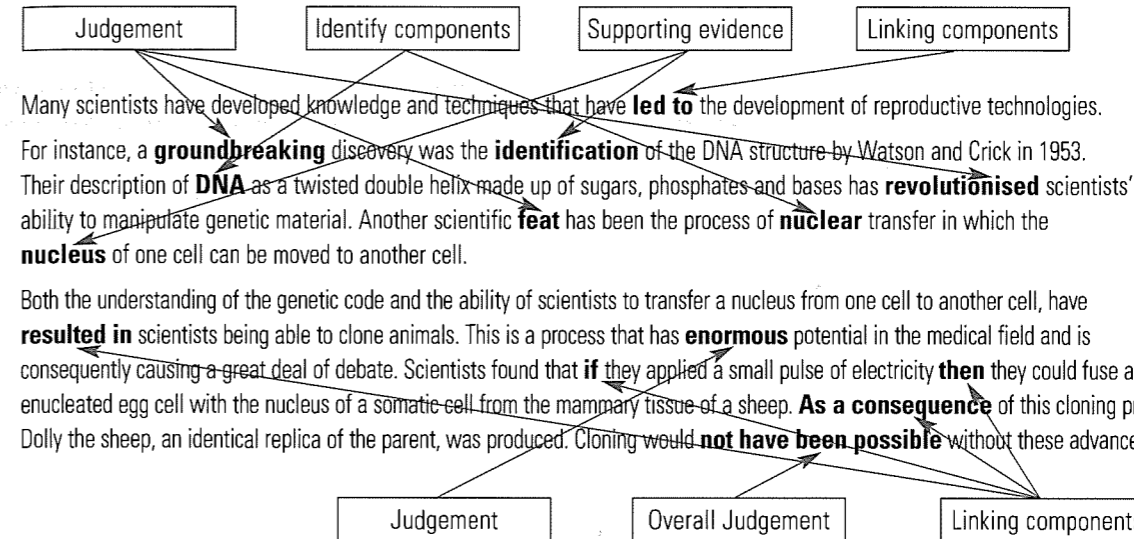 Judgement Identify components Supporting evidence Linking components
Many scientists have developed knowledge and techniques that have led to the development of reproductive technologies.
For instance, a groundbreaking discovery was the identification of the DNA structure by Watson and Crick in 1953.
Their description of DNA as a twisted double helix made up of sugars, phosphates and bases has revolutionised scientists'
ability to manipulate genetic material. Another scientific feat has been the process of nuclear transfer in which the
nucleus of one cell can be moved to another cell.
Both the understanding of the genetic code and the ability of scientists to transfer a nucleus from one cell to another cell, have
resulted in scientists being able to clone animals. This is a process that has enormous potential in the medical field and is
consequently causing a great deal of debate. Scientists found that if they applied a small pulse of electricity then they could fuse a
enucleated egg cell with the nucleus of a somatic cell from the mammary tissue of a sheep. As a consequence of this cloning
Dolly the sheep, an identical replica of the parent, was produced. Cloning would not have been possible without these advance
Judgement Overall Judgement Linking component